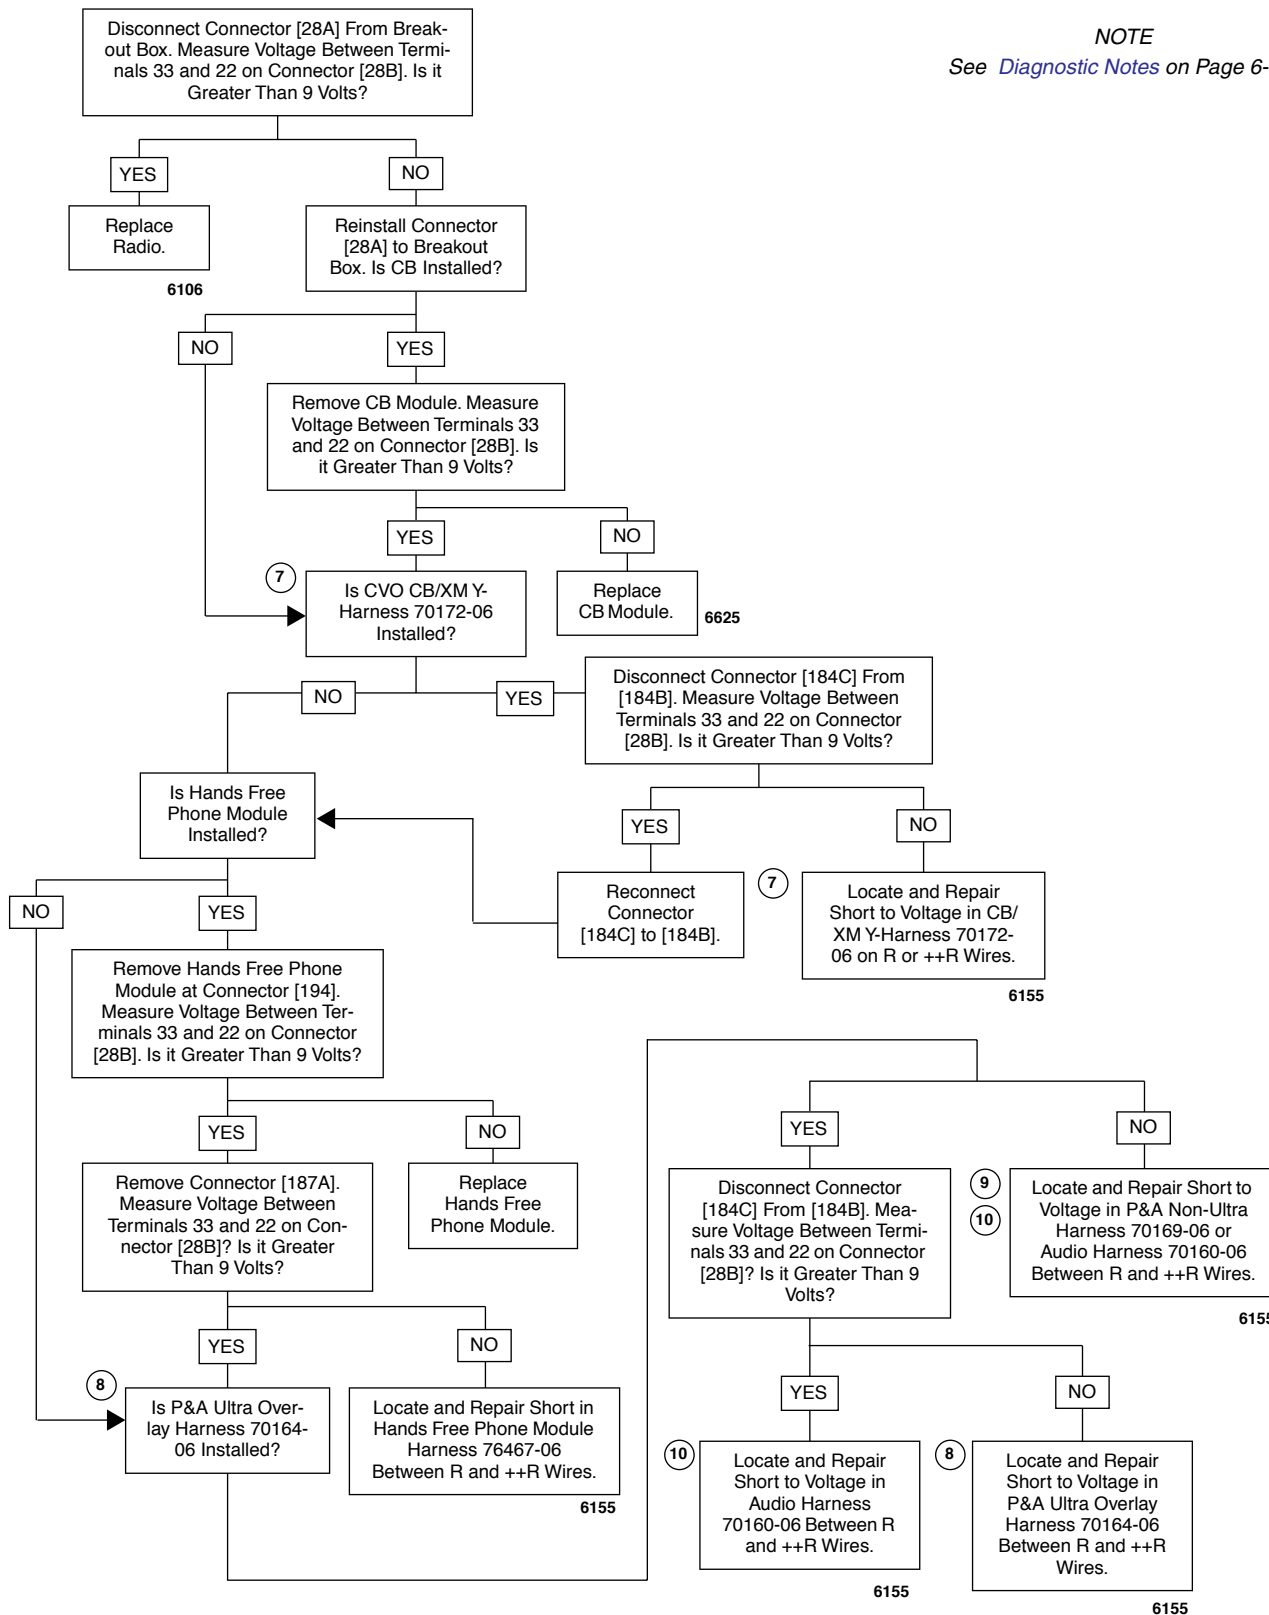 Disconnect Connector [28A] From Break-
out Box. Measure Voltage Between Termi-
nals 33 and 22 on Connector [28B]. Is it
Greater Than 9 Volts?
NOTE
See Diagnostic Notes on Page 6-
YES
NO
Replace
Radio.
6106
Reinstall Connector
[28A] to Breakout
Box. Is CB Installed?
NO
YES
Remove CB Module. Measure
Voltage Between Terminals 33
and 22 on Connector [28B]. Is
it Greater Than 9 Volts?
YES
NO
7
Is CVO CB/XM Y-
Harness 70172-06
Installed?
Replace
CB Module.
6625
NO
YES
Disconnect Connector [184C] From
[184B]. Measure Voltage Between
Terminals 33 and 22 on Connector
[28B]. Is it Greater Than 9 Volts?
Is Hands Free
Phone Module
Installed?
YES
NO
Reconnect
Connector
[184C] to [184B].
7
Locate and Repair
Short to Voltage in CB/
XM Y-Harness 70172-
06 on R or ++R Wires.
6155
NO
YES
Remove Hands Free Phone
Module at Connector [194].
Measure Voltage Between Ter-
minals 33 and 22 on Connector
[28B]. Is it Greater Than 9 Volts?
YES
NO
Remove Connector [187A].
Measure Voltage Between
Terminals 33 and 22 on Con-
nector [28B]? Is it Greater
Than 9 Volts?
Replace
Hands Free
Phone Module.
YES
NO
8
Is P&A Ultra Over-
lay Harness 70164-
06 Installed?
Locate and Repair Short in
Hands Free Phone Module
Harness 76467-06
Between R and ++R Wires.
6155
YES
NO
Disconnect Connector
[184C] From [184B]. Mea-
sure Voltage Between Termi-
nals 33 and 22 on Connector
[28B]? Is it Greater Than 9
Volts?
9
10
Locate and Repair Short to
Voltage in P&A Non-Ultra
Harness 70169-06 or
Audio Harness 70160-06
Between R and ++R Wires.
6155
YES
NO
10
Locate and Repair
Short to Voltage in
Audio Harness
70160-06 Between R
and ++R Wires.
6155
8
Locate and Repair
Short to Voltage in
P&A Ultra Overlay
Harness 70164-06
Between R and ++R
Wires.
6155